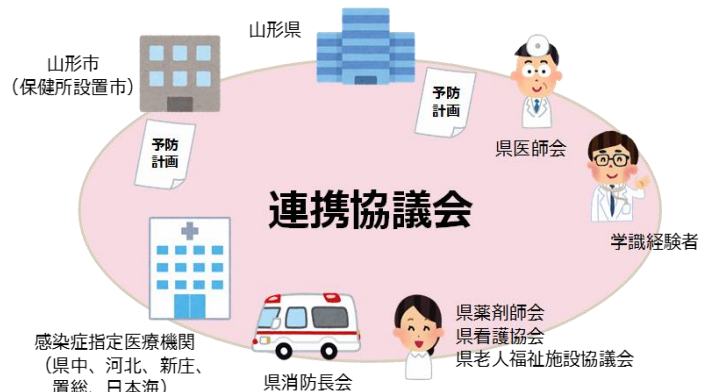 山形県
山形市
（保健所設置市）
予防
計画
予防
計画
県医師会
連携協議会
学識経験者
感染症指定医療機関
（県中、河北、新庄、
置総、日本海）
県消防長会
県薬剤師会
県看護協会
県老人福祉施設協議会